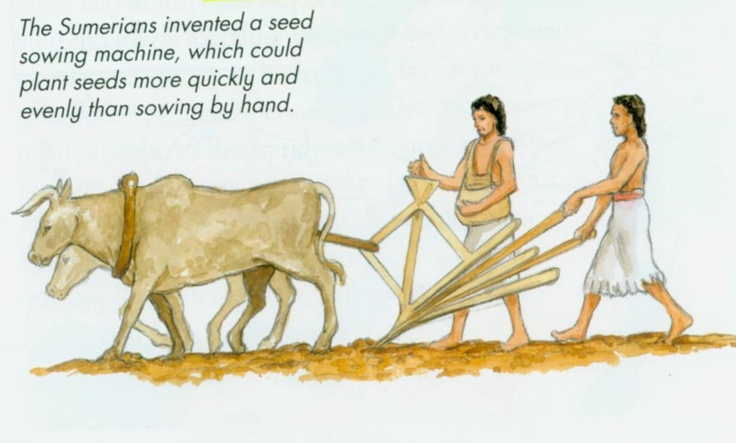 The Sumerians invented a seed
sowing machine, which could
plant seeds more quickly and
evenly than sowing by hand.